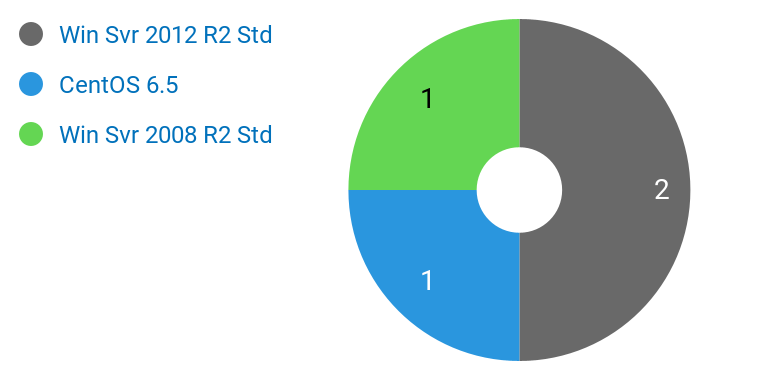 Win Svr 2012 R2 Std
CentOS 6.5
Win Svr 2008 R2 Std
1
2
1